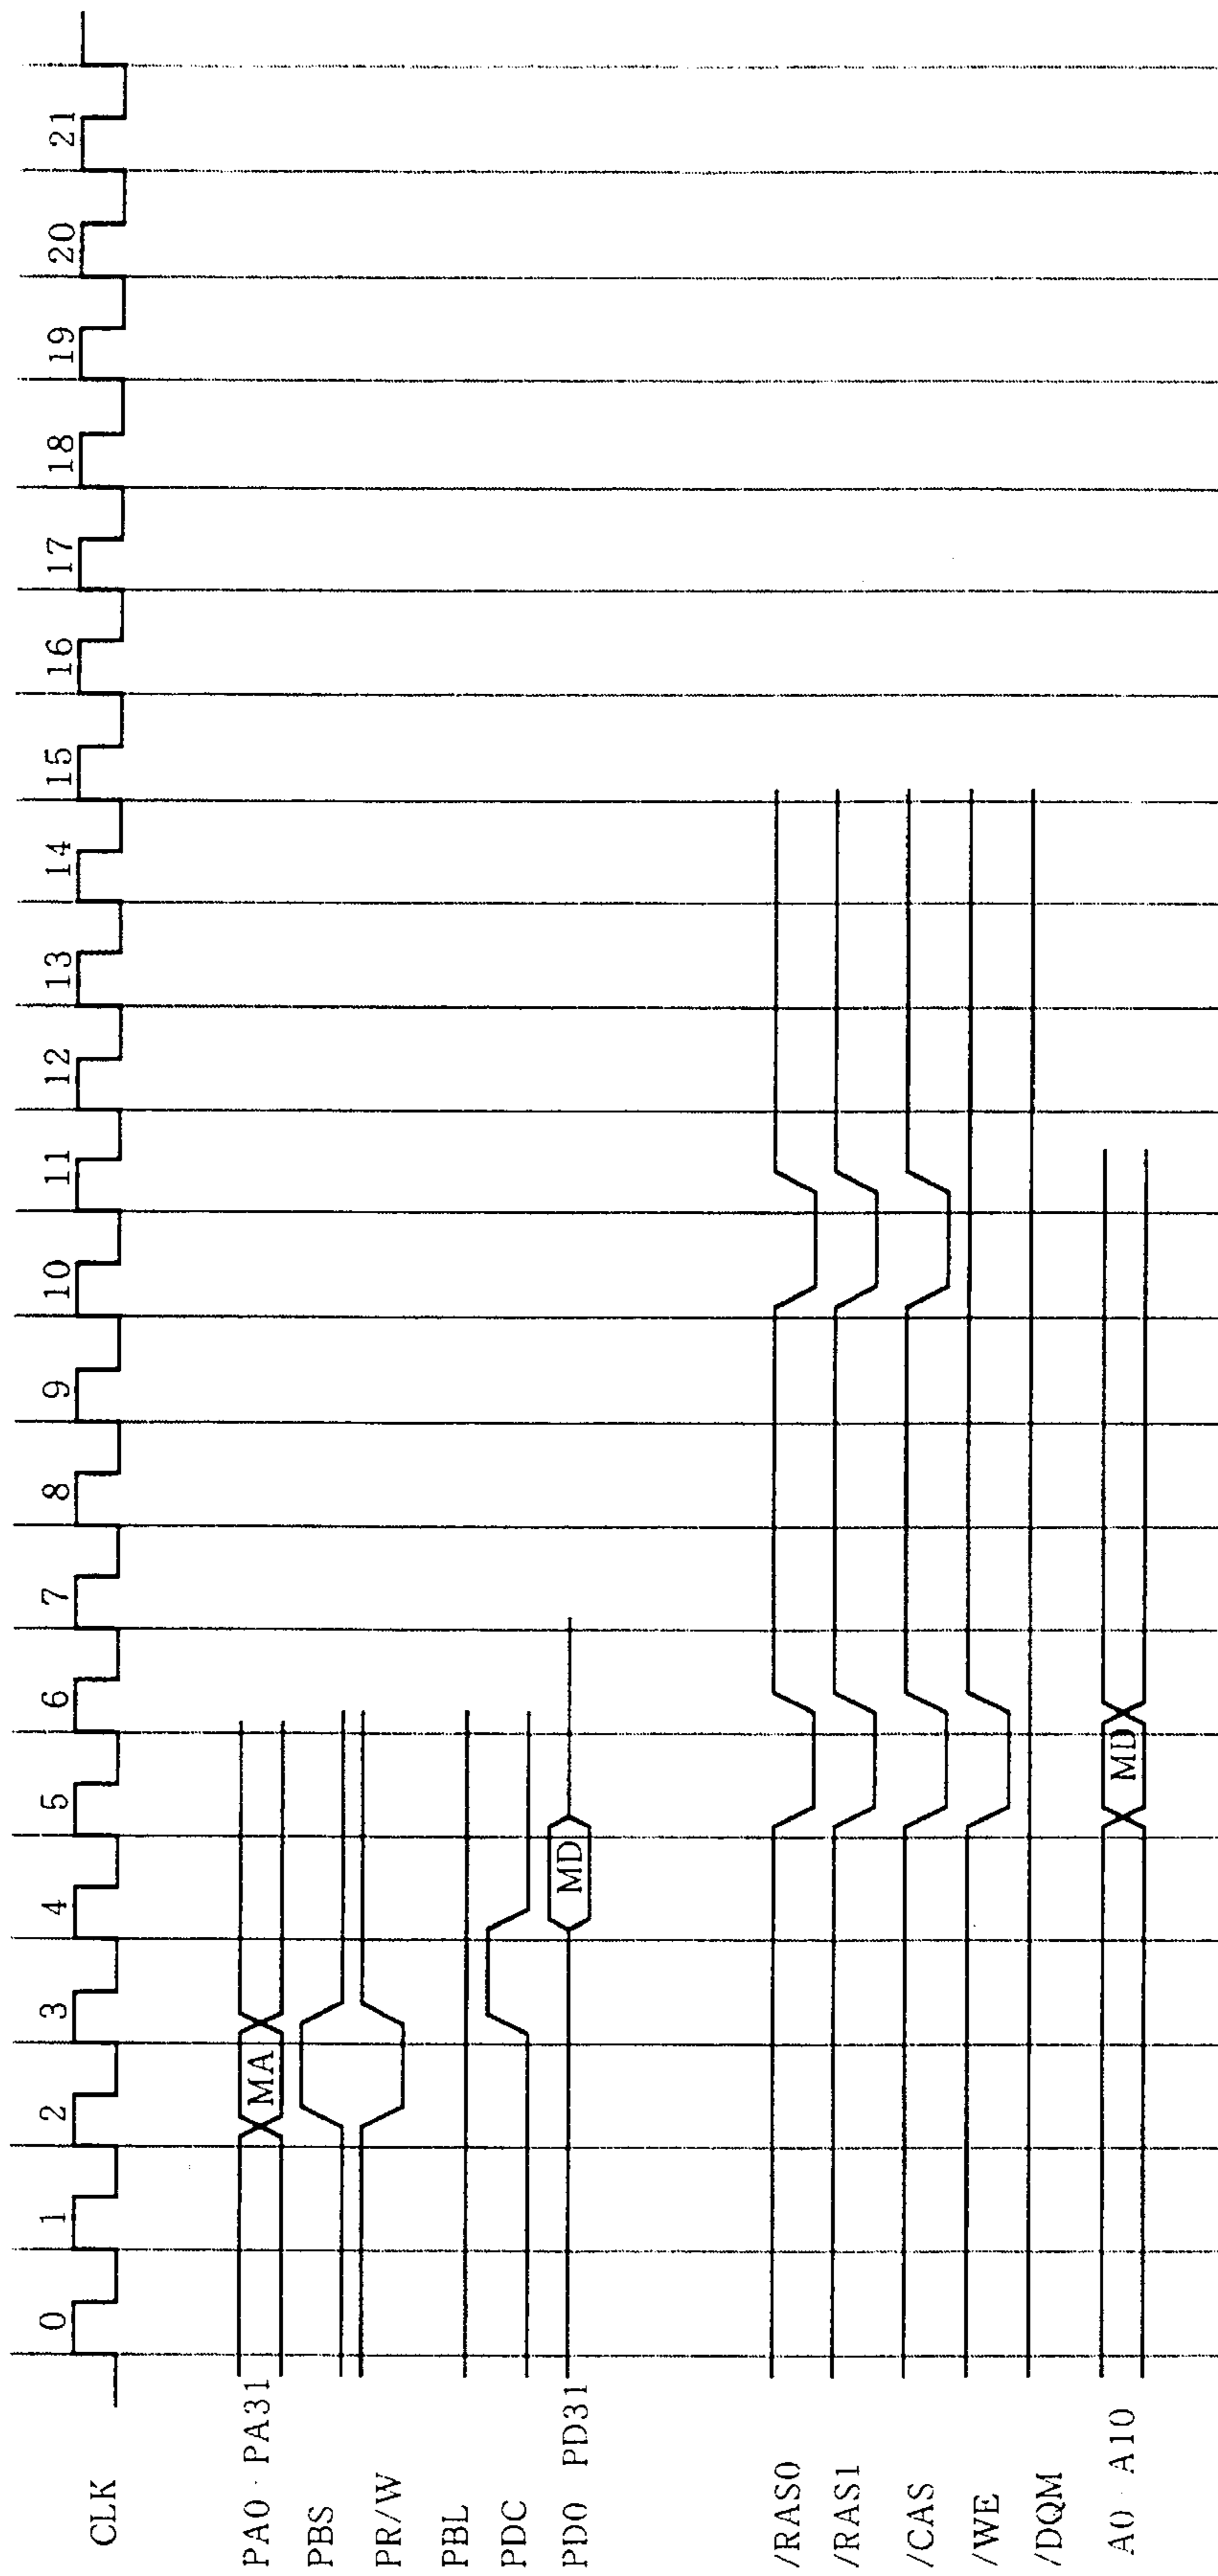 0 1 2 3 4 5 6 7 8 9 10 11 12 13 14 15 16 17 18 19 20 21
CLK
PA0 · PA31 MA
PBS
PR/W
PBL
PDC
PD0 PD31 MD
/RAS0
/RAS1
/CAS
/WE
/DQM
A0 · A10 MD